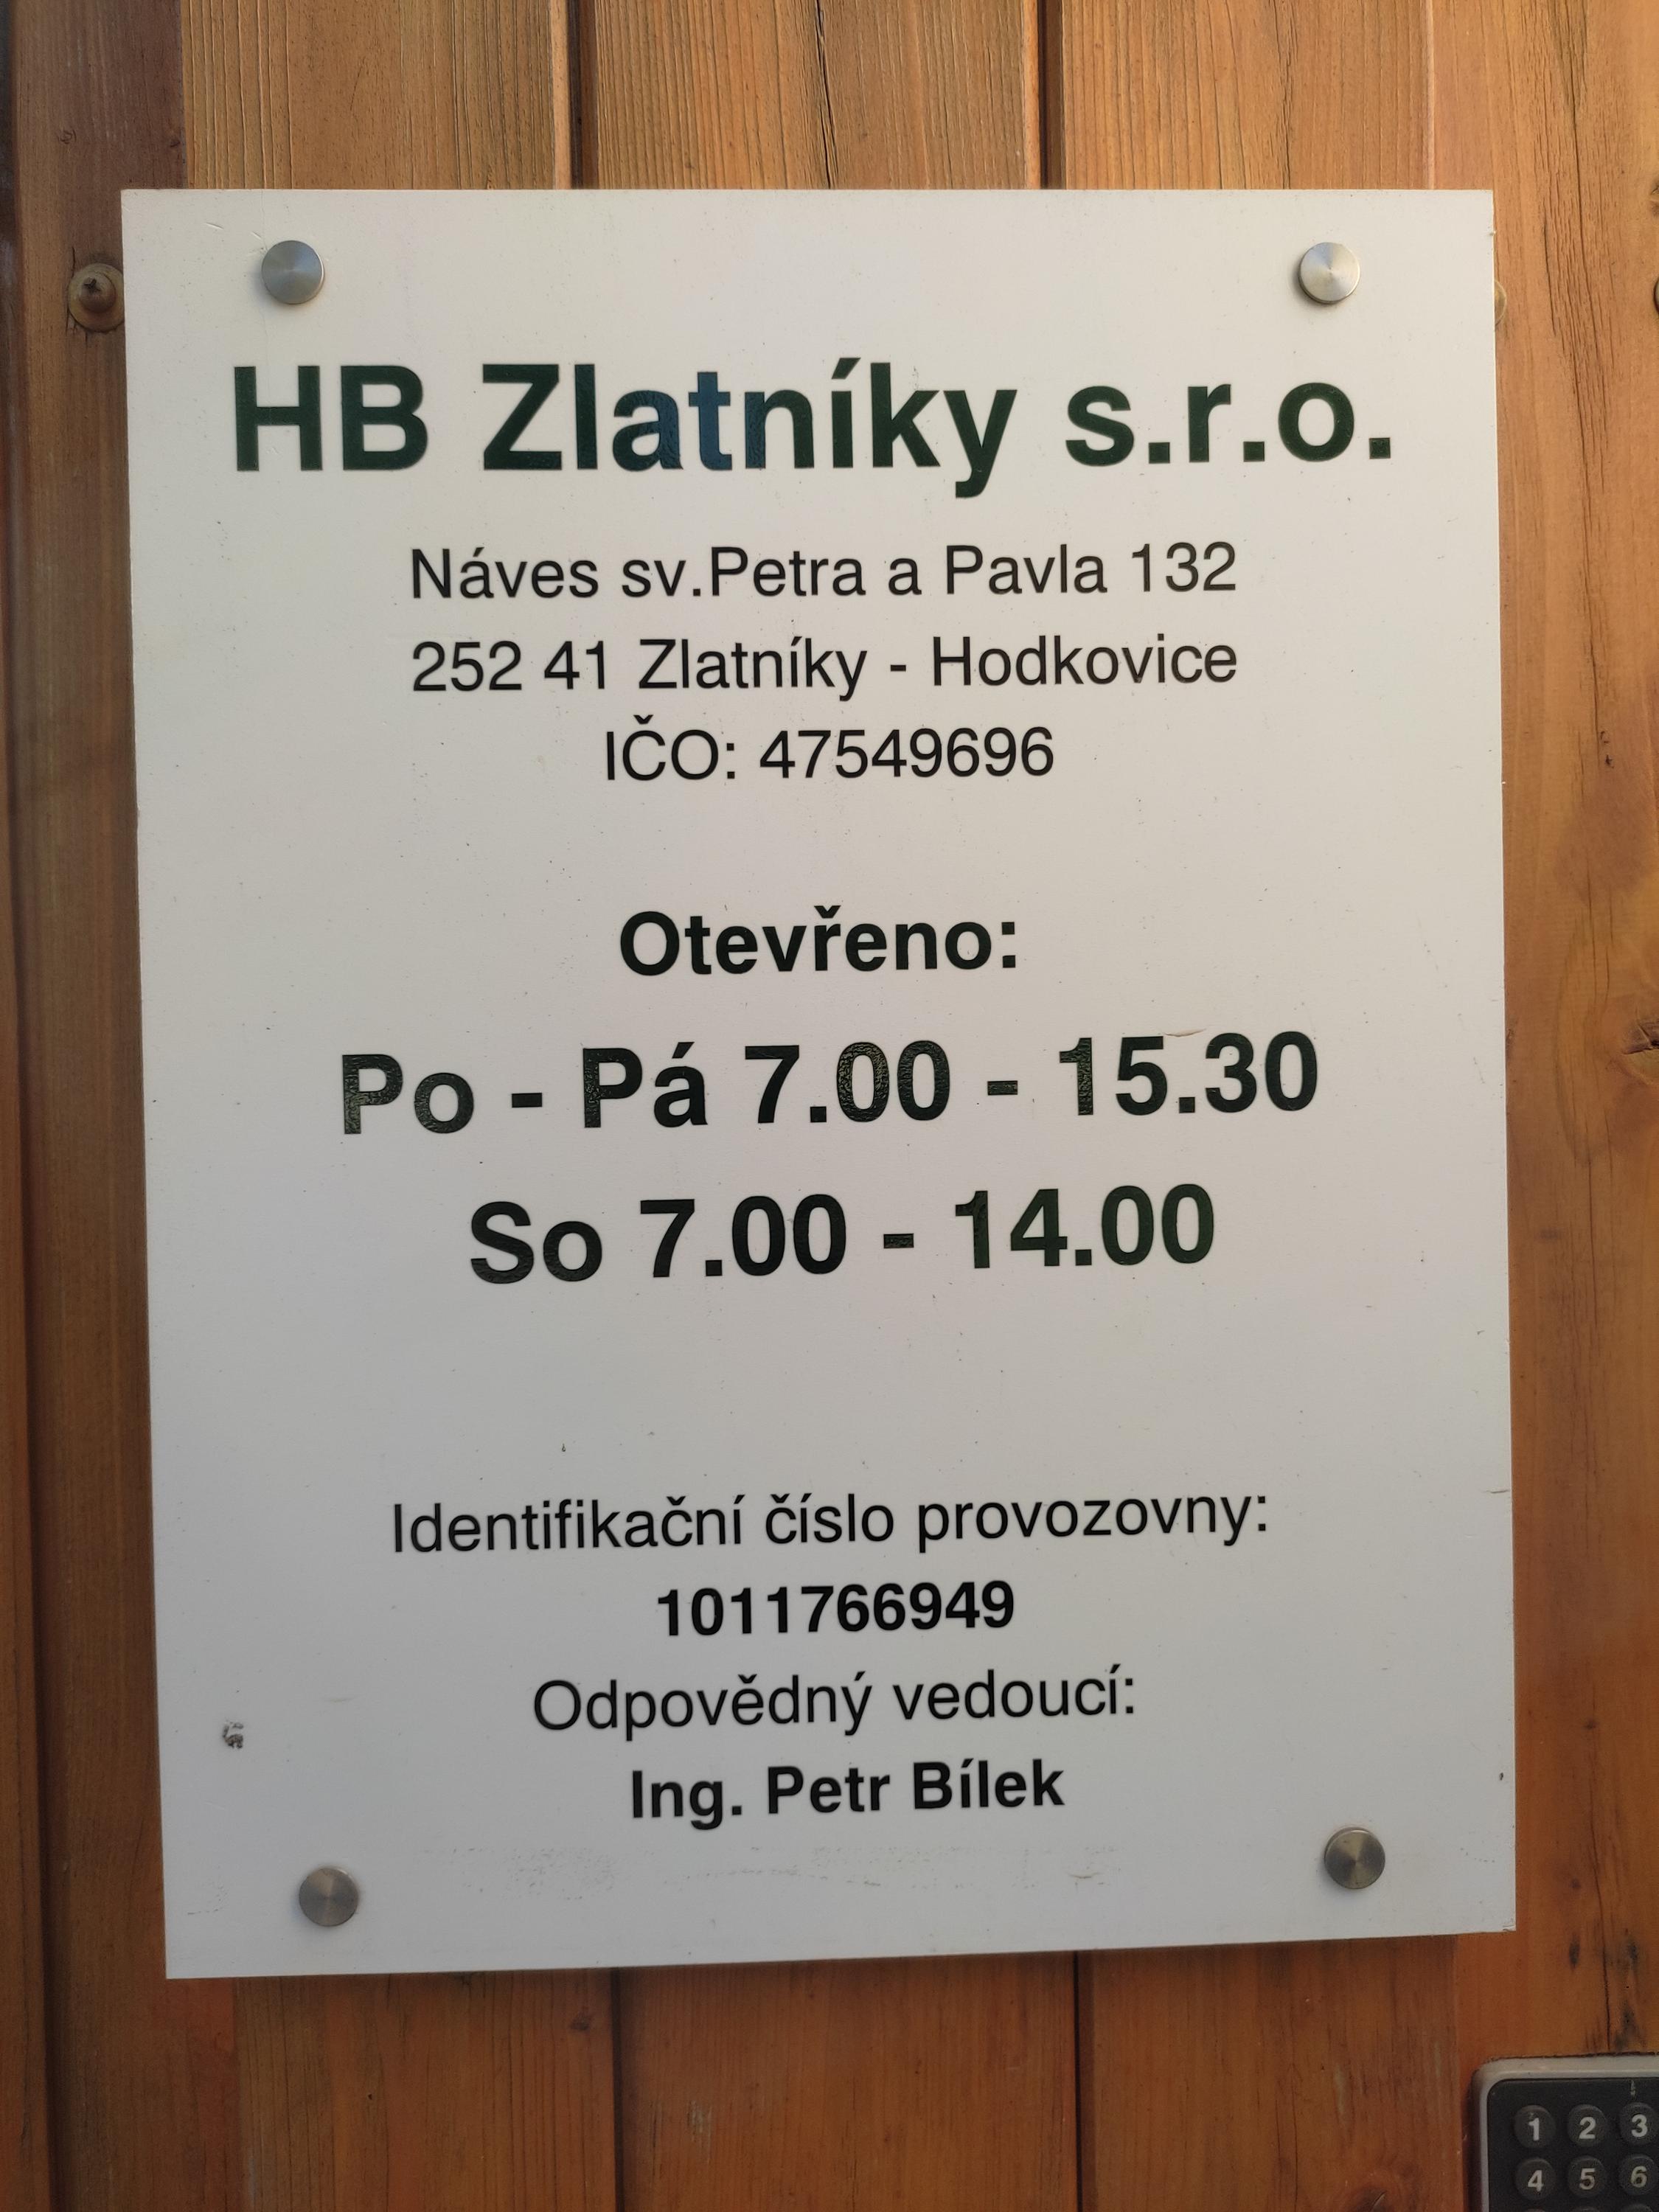 HB Zlatníky s.r.o.
Náves sv.Petra a Pavla 132
252 41 Zlatníky - Hodkovice
IČO: 47549696
Otevřeno:
Po - Pá 7.00 - 15.30
So 7.00 - 14.00
Identifikační číslo provozovny:
1011766949
Odpovědný vedoucí:
Ing. Petr Bílek
1 2 3
4 5 6